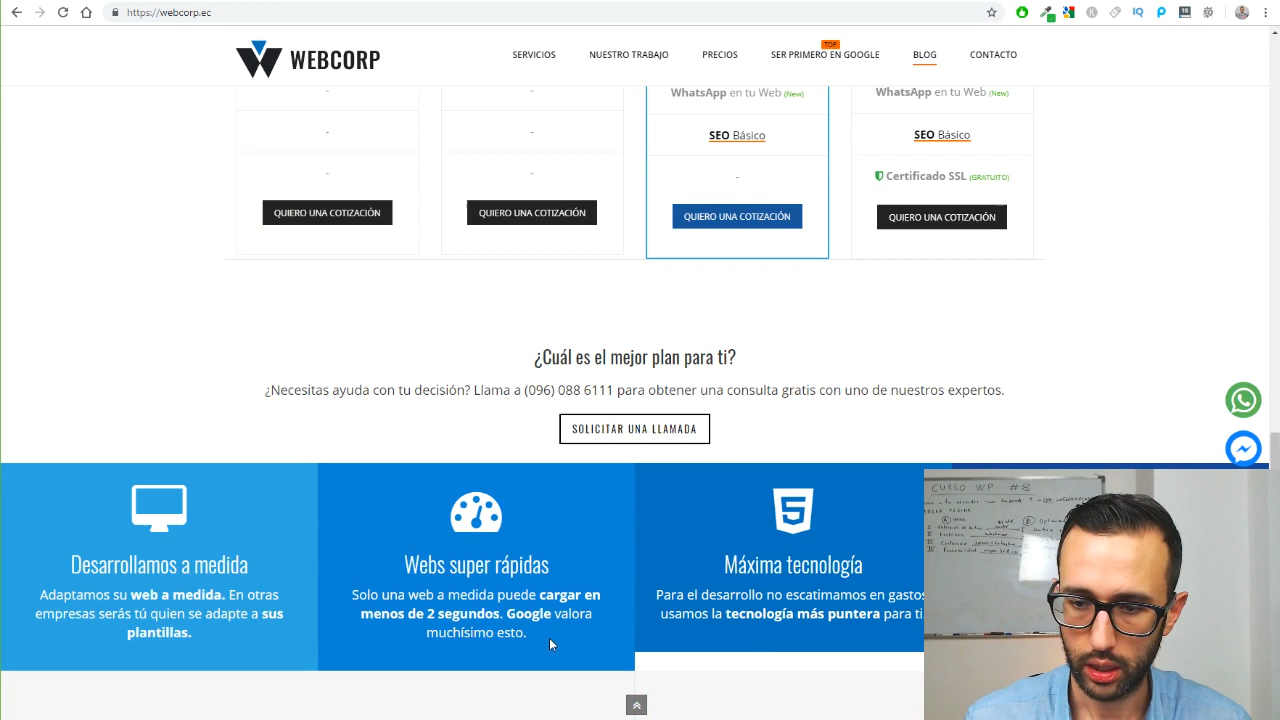 https://webcorp.ec
WEBCORP
SERVICIOS
NUESTRO TRABAJO
PRECIOS
TOP
SER PRIMERO EN GOOGLE
BLOG
CONTACTO
-
-
WhatsApp en tu Web (New)
WhatsApp en tu Web (New)
-
-
SEO Básico
SEO Básico
-
-
-
Certificado SSL (GRATUITO)
QUIERO UNA COTIZACIÓN
QUIERO UNA COTIZACIÓN
QUIERO UNA COTIZACIÓN
QUIERO UNA COTIZACIÓN
¿Cuál es el mejor plan para ti?
¿Necesitas ayuda con tu decisión? Llama a (096) 088 6111 para obtener una consulta gratis con uno de nuestros expertos.
SOLICITAR UNA LLAMADA
Desarrollamos a medida
Adaptamos su web a medida. En otras
empresas serás tú quien se adapte a sus
plantillas.
Webs super rápidas
Solo una web a medida puede cargar en
menos de 2 segundos. Google valora
muchísimo esto.
Máxima tecnología
Para el desarrollo no escatimamos en gastos
usamos la tecnología más puntera para ti.
CURSO WP #8